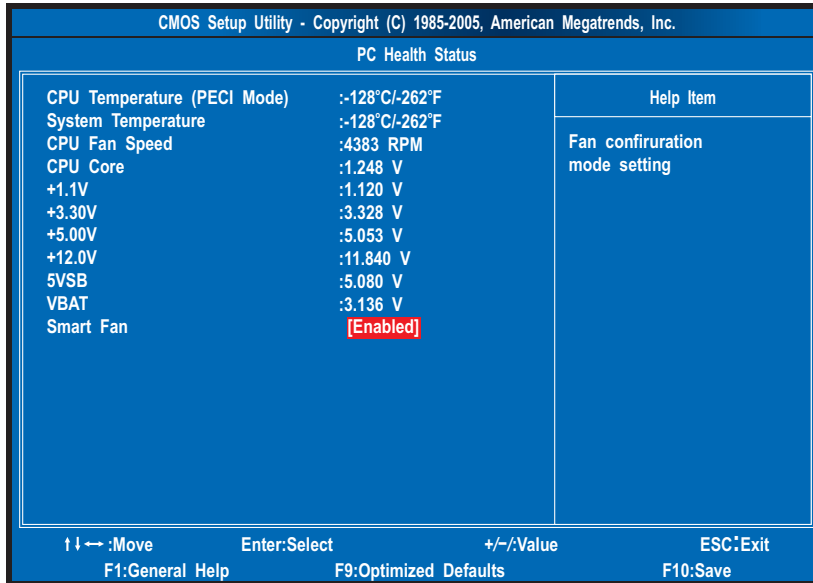 CMOS Setup Utility - Copyright (C) 1985-2005, American Megatrends, Inc.
PC Health Status
CPU Temperature (PECI Mode) :-128°C/-262°F
System Temperature :-128°C/-262°F
CPU Fan Speed :4383 RPM
CPU Core :1.248 V
+1.1V :1.120 V
+3.30V :3.328 V
+5.00V :5.053 V
+12.0V :11.840 V
5VSB :5.080 V
VBAT :3.136 V
Smart Fan [Enabled]
Help Item
Fan confiruration
mode setting
↑↓↔ :Move Enter:Select +/-/:Value ESC:Exit
F1:General Help F9:Optimized Defaults F10:Save